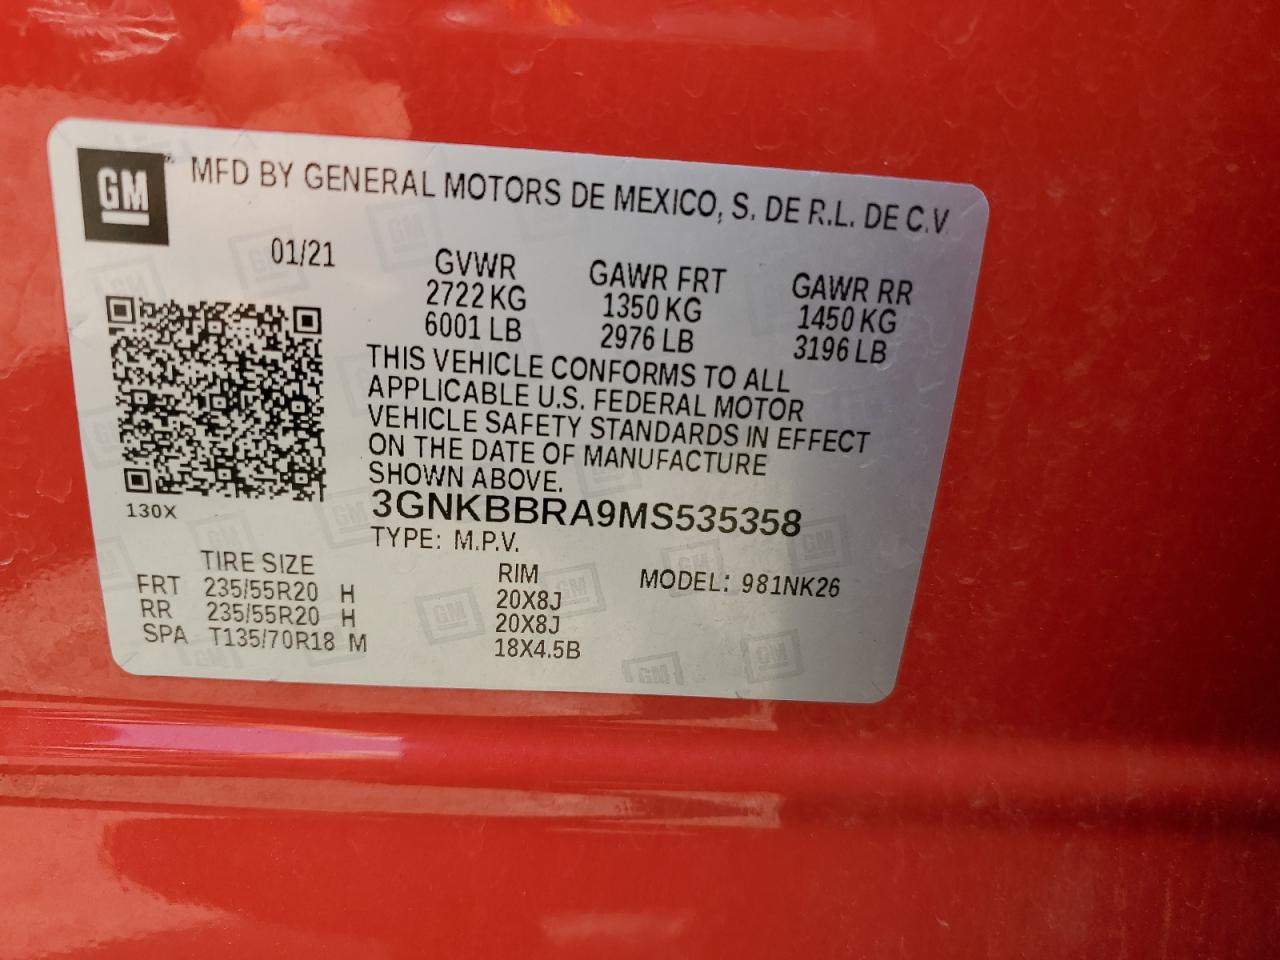 GM MFD BY GENERAL MOTORS DE MEXICO, S. DE R.L. DE C.V
01/21
GVWR GAWR FRT GAWR RR
2722 KG 1350 KG 1450 KG
6001 LB 2976 LB 3196 LB
THIS VEHICLE CONFORMS TO ALL
APPLICABLE U.S. FEDERAL MOTOR
VEHICLE SAFETY STANDARDS IN EFFECT
ON THE DATE OF MANUFACTURE
SHOWN ABOVE.
130X
3GNKBBRA9MS535358
TYPE: M.P.V.
TIRE SIZE RIM MODEL: 981NK26
FRT 235/55R20 H 20X8J
RR 235/55R20 H 20X8J
SPA T135/70R18 M 18X4.5B